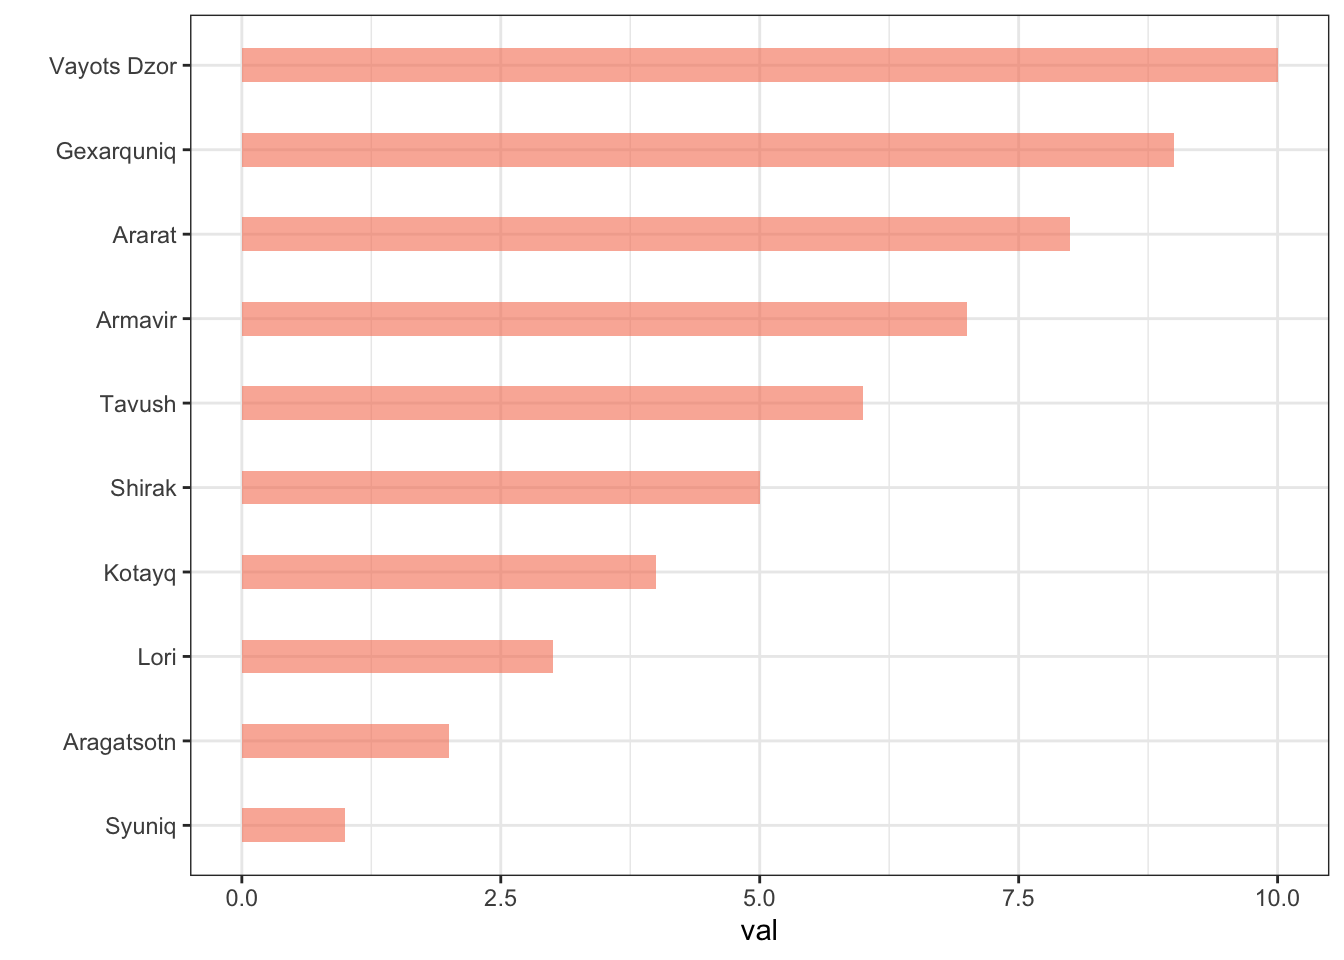 Vayots Dzor
Gexarquniq
Ararat
Armavir
Tavush
Shirak
Kotayq
Lori
Aragatsotn
Syuniq
0.0 2.5 5.0 7.5 10.0
val